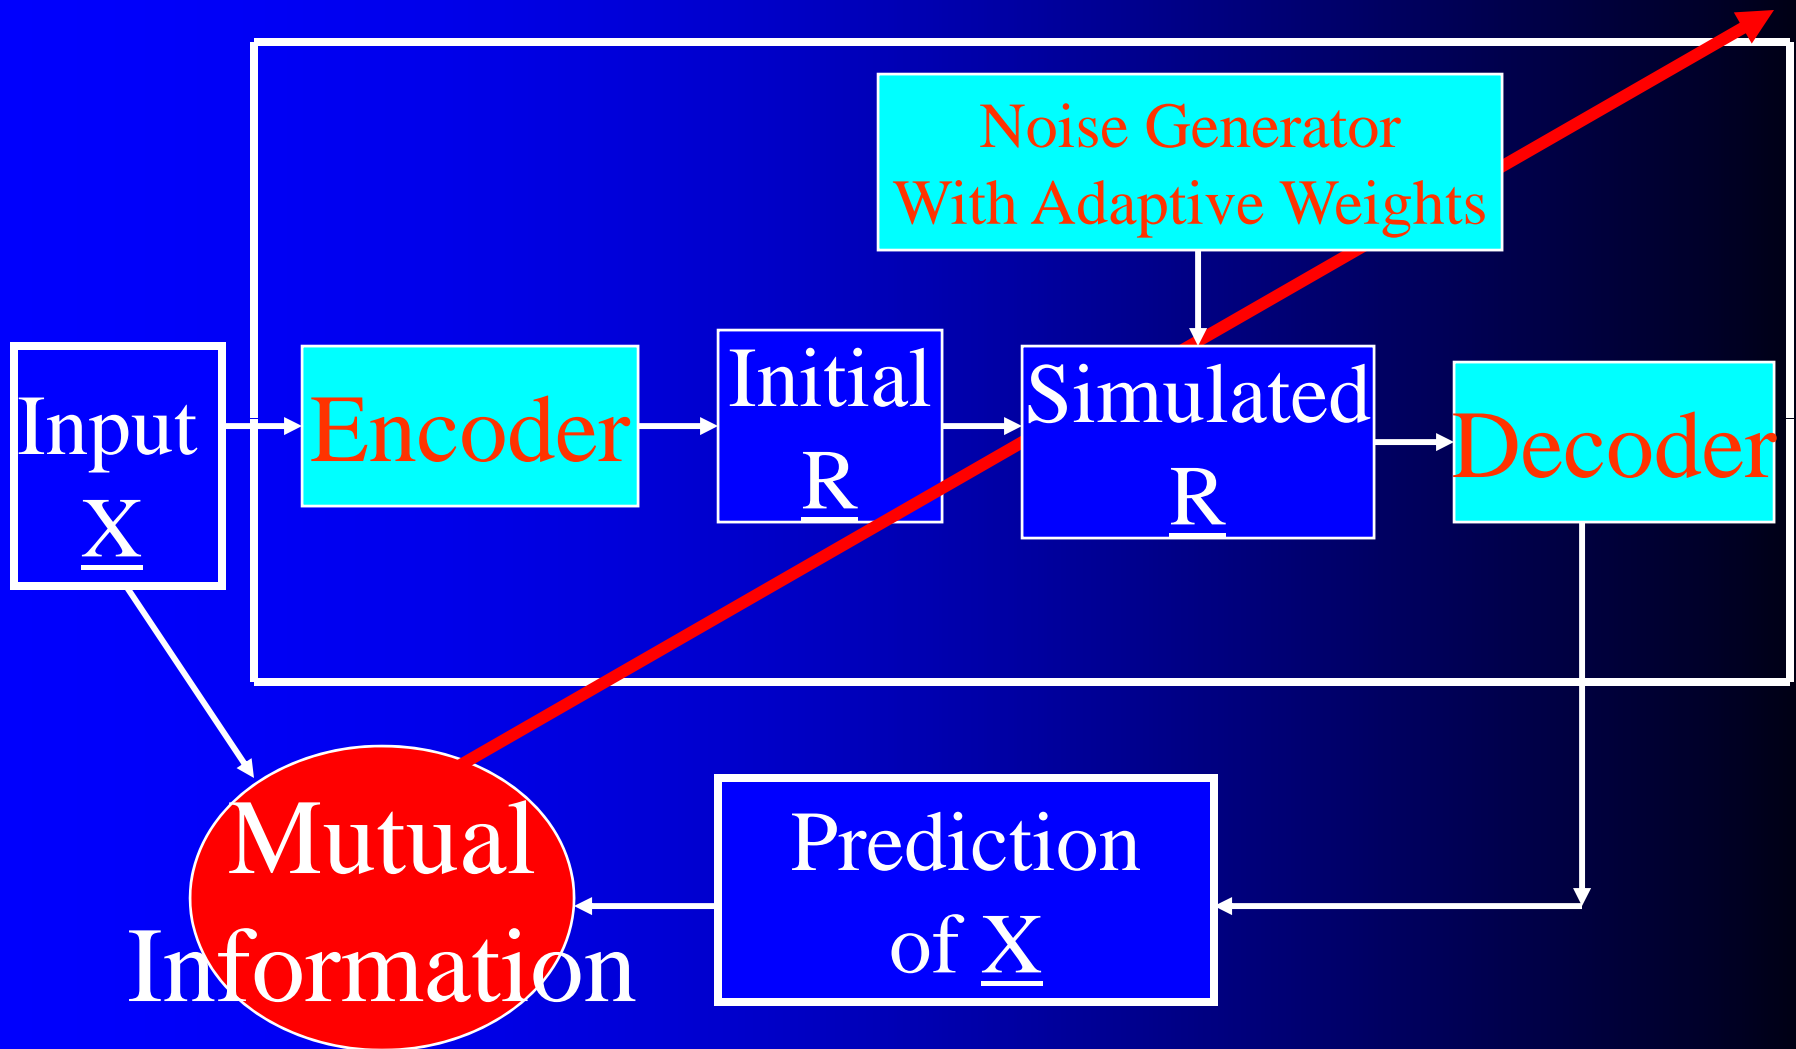 Noise Generator
With Adaptive Weights
Input
X
Encoder
Initial
R
Simulated
R
Decoder
Mutual
Information
Prediction
of X